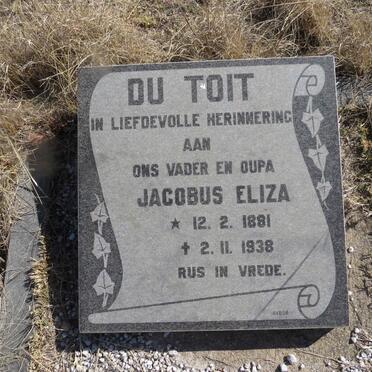 DU TOIT
IN LIEFDEVOLLE HERINNERING
AAN
ONS VADER EN OUPA
JACOBUS ELIZA
* 12. 2. 1881
✝ 2. 11. 1938
RUS IN VREDE.